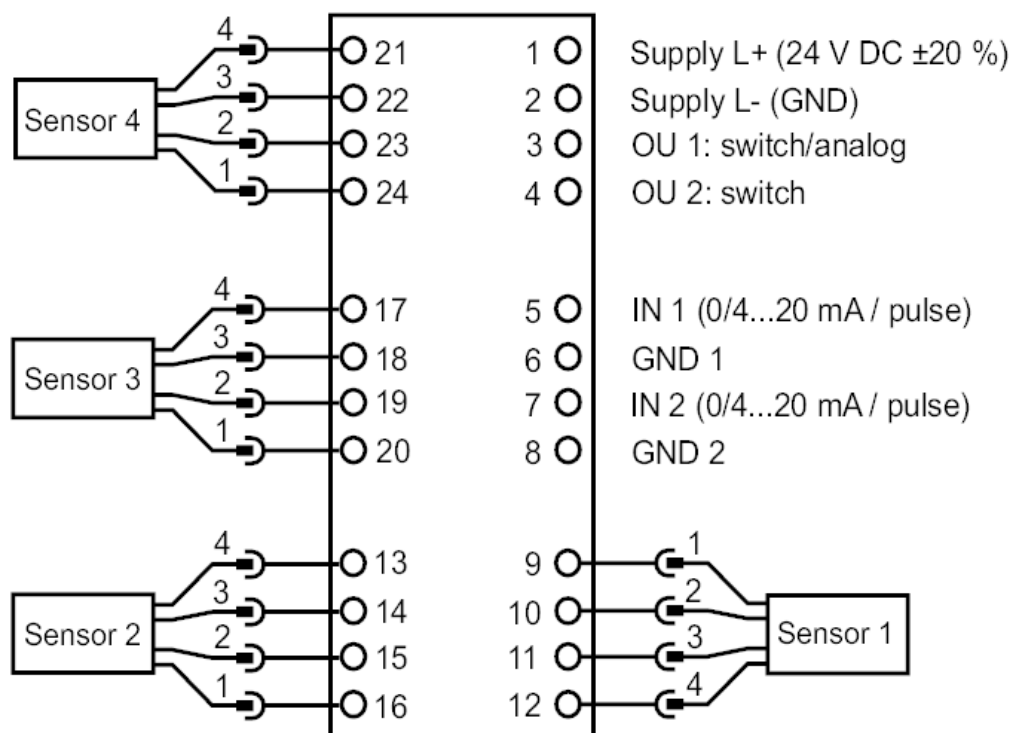 4 21 1 Supply L+ (24 V DC ±20 %)
3 22 2 Supply L- (GND)
Sensor 4
2 23 3 OU 1: switch/analog
1 24 4 OU 2: switch
4 17 5 IN 1 (0/4...20 mA / pulse)
3 18 6 GND 1
Sensor 3
2 19 7 IN 2 (0/4...20 mA / pulse)
1 20 8 GND 2
4 13 9 1
3 14 10 2
Sensor 2 Sensor 1
2 15 11 3
1 16 12 4